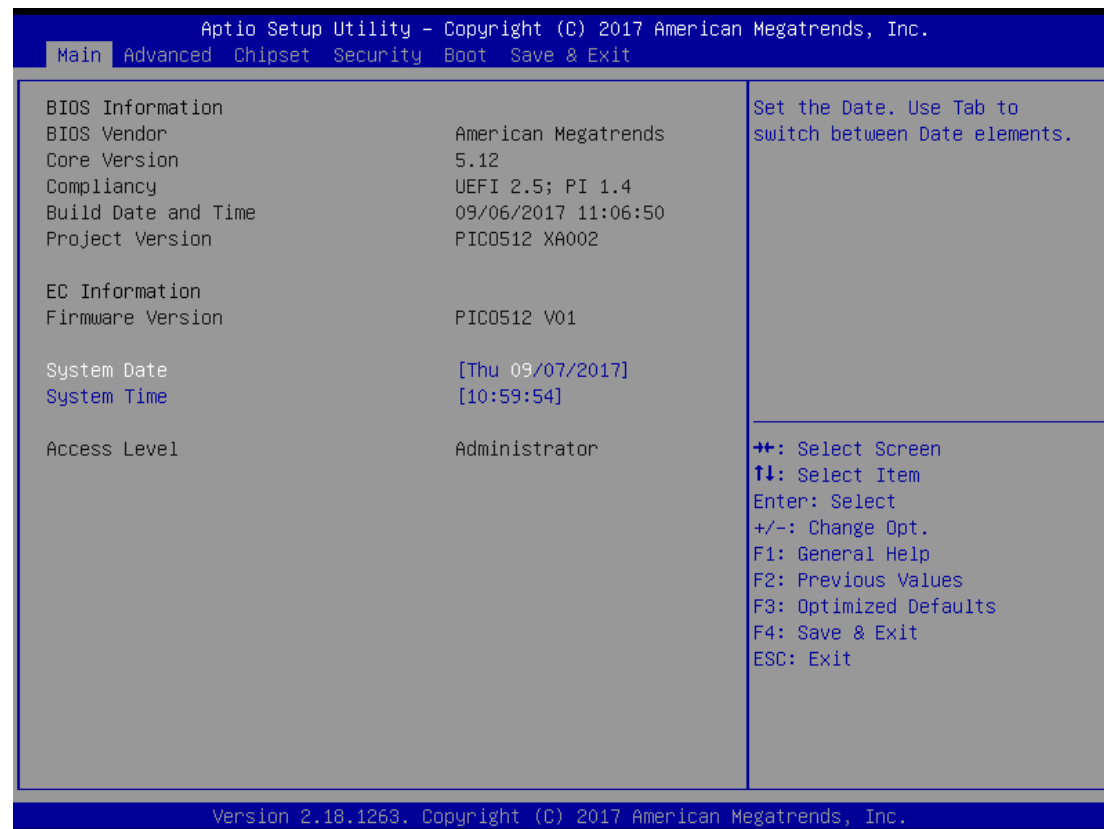 Aptio Setup Utility – Copyright (C) 2017 American Megatrends, Inc.
Main Advanced Chipset Security Boot Save & Exit
BIOS Information
BIOS Vendor American Megatrends
Core Version 5.12
Compliancy UEFI 2.5; PI 1.4
Build Date and Time 09/06/2017 11:06:50
Project Version PICO512 XA002
EC Information
Firmware Version PICO512 V01
System Date [Thu 09/07/2017]
System Time [10:59:54]
Access Level Administrator
Set the Date. Use Tab to
switch between Date elements.
→←: Select Screen
↑↓: Select Item
Enter: Select
+/-: Change Opt.
F1: General Help
F2: Previous Values
F3: Optimized Defaults
F4: Save & Exit
ESC: Exit
Version 2.18.1263. Copyright (C) 2017 American Megatrends, Inc.